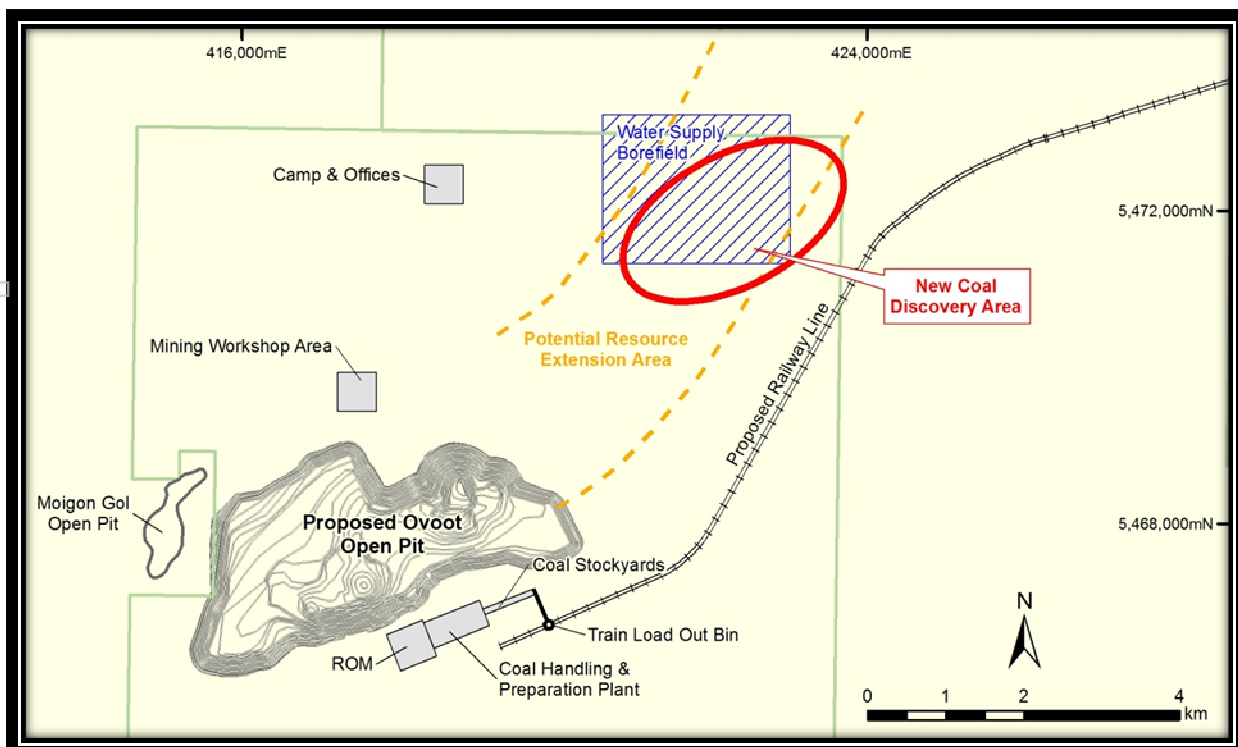 416,000mE
424,000mE
Water Supply
Borefield
Camp & Offices
5,472,000mN
New Coal
Discovery Area
Potential Resource
Extension Area
Mining Workshop Area
Proposed Railway Line
Moigon Gol
Open Pit
Proposed Ovoot
Open Pit
5,468,000mN
Coal Stockyards
N
Train Load Out Bin
ROM
Coal Handling &
Preparation Plant
0 1 2 4
km